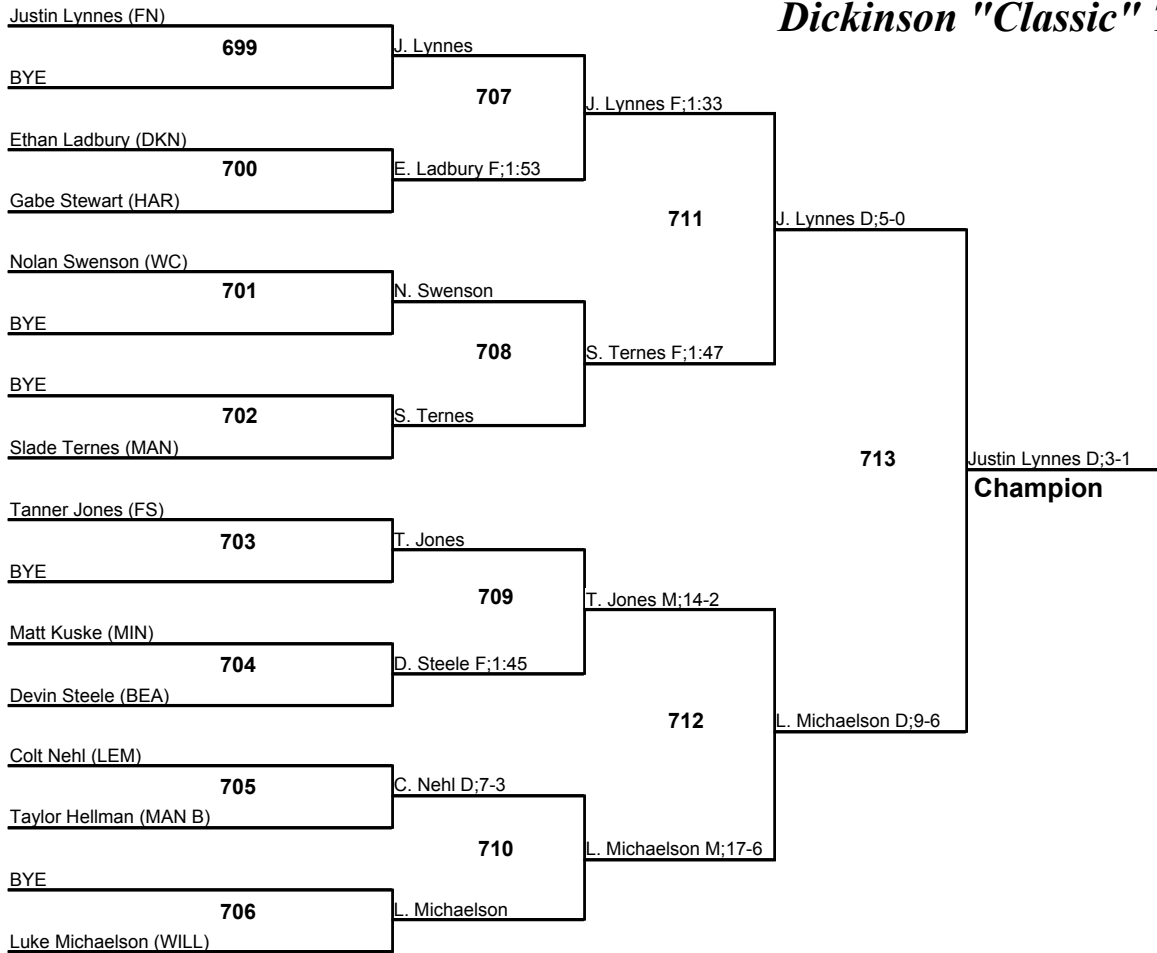 Dickinson "Classic"
Justin Lynnes (FN)
699
BYE
J. Lynnes
707
Ethan Ladbury (DKN)
700
Gabe Stewart (HAR)
E. Ladbury F;1:53
J. Lynnes F;1:33
711
Nolan Swenson (WC)
701
BYE
N. Swenson
708
BYE
702
Slade Ternes (MAN)
S. Ternes
S. Ternes F;1:47
J. Lynnes D;5-0
713
Tanner Jones (FS)
703
BYE
T. Jones
709
Matt Kuske (MIN)
704
Devin Steele (BEA)
D. Steele F;1:45
T. Jones M;14-2
712
Colt Nehl (LEM)
705
Taylor Hellman (MAN B)
C. Nehl D;7-3
710
BYE
706
Luke Michaelson (WILL)
L. Michaelson
L. Michaelson M;17-6
L. Michaelson D;9-6
Justin Lynnes D;3-1
Champion